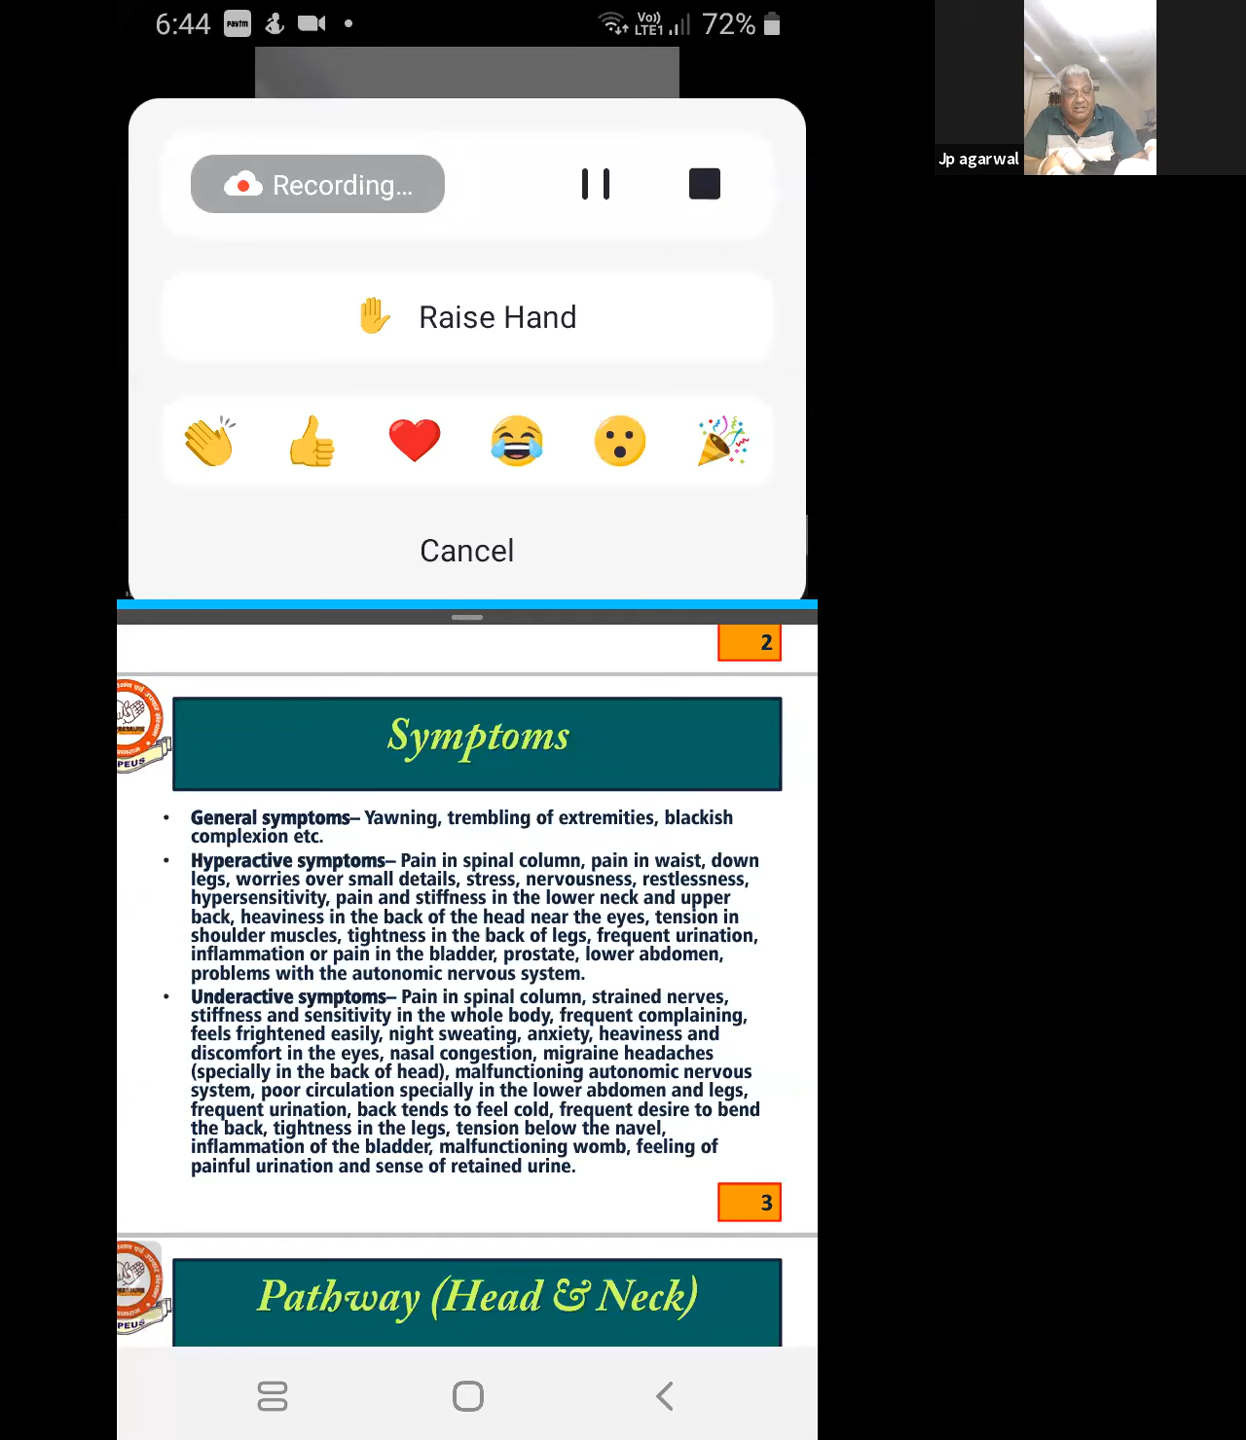 6:44
paytm
Vo))
LTE1
72%
Jp agarwal
Recording...
Raise Hand
Cancel
2
Symptoms
• General symptoms– Yawning, trembling of extremities, blackish
complexion etc.
• Hyperactive symptoms– Pain in spinal column, pain in waist, down
legs, worries over small details, stress, nervousness, restlessness,
hypersensitivity, pain and stiffness in the lower neck and upper
back, heaviness in the back of the head near the eyes, tension in
shoulder muscles, tightness in the back of legs, frequent urination,
inflammation or pain in the bladder, prostate, lower abdomen,
problems with the autonomic nervous system.
• Underactive symptoms– Pain in spinal column, strained nerves,
stiffness and sensitivity in the whole body, frequent complaining,
feels frightened easily, night sweating, anxiety, heaviness and
discomfort in the eyes, nasal congestion, migraine headaches
(specially in the back of head), malfunctioning autonomic nervous
system, poor circulation specially in the lower abdomen and legs,
frequent urination, back tends to feel cold, frequent desire to bend
the back, tightness in the legs, tension below the navel,
inflammation of the bladder, malfunctioning womb, feeling of
painful urination and sense of retained urine.
PEUS
3
Pathway (Head & Neck)
PEUS